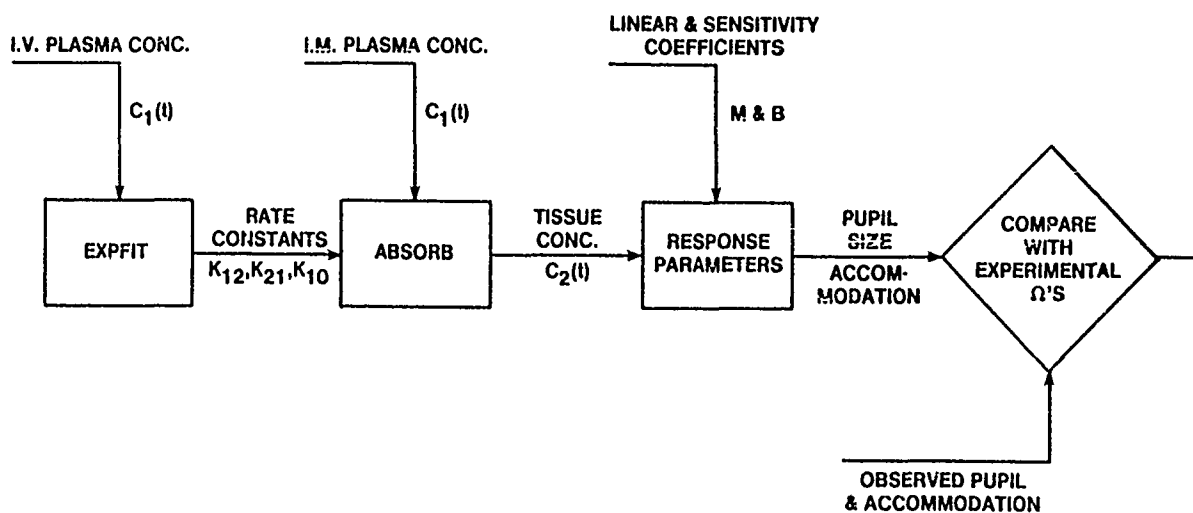 I.V. PLASMA CONC.
C1(t)
EXPFIT
RATE
CONSTANTS
K12,K21,K10
I.M. PLASMA CONC.
C1(t)
ABSORB
TISSUE
CONC.
C2(t)
LINEAR & SENSITIVITY
COEFFICIENTS
M & B
RESPONSE
PARAMETERS
PUPIL
SIZE
ACCOM-
MODATION
COMPARE
WITH
EXPERIMENTAL
Ω'S
OBSERVED PUPIL
& ACCOMMODATION